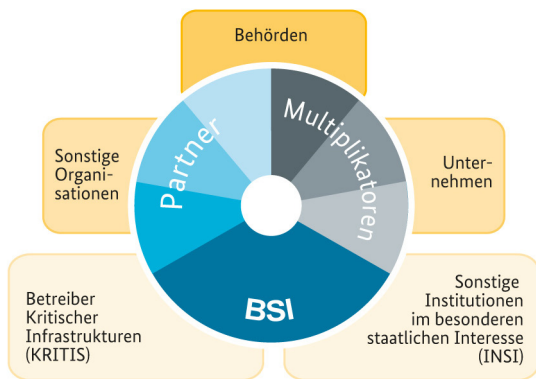 Behörden
Partner
Multiplikatoren
Sonstige
Organi-
sationen
Unter-
nehmen
BSI
Betreiber
Kritischer
Infrastrukturen
(KRITIS)
Sonstige
Institutionen
im besonderen
staatlichen Interesse
(INSI)